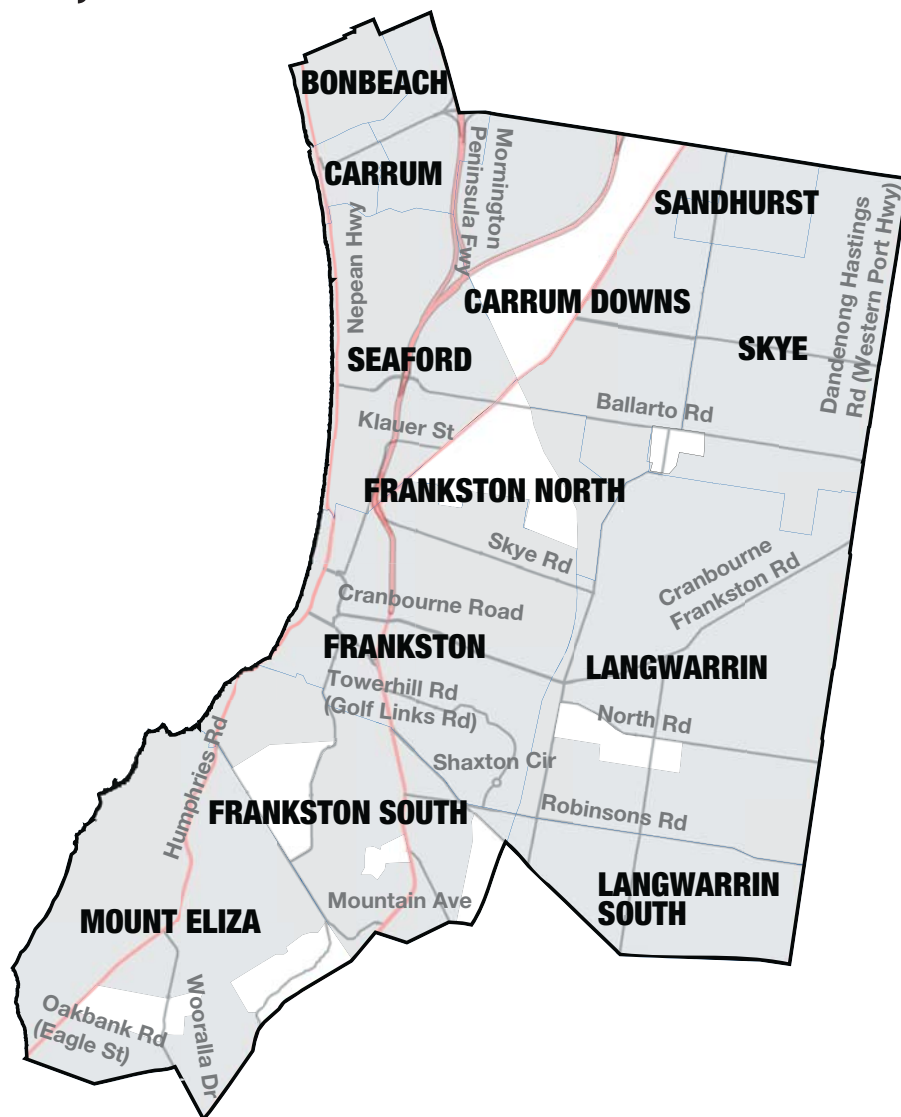 BONBEACH
CARRUM
Mornington
Peninsula Fwy
SANDHURST
Nepean Hwy
Dandenong Hastings
Rd (Western Port Hwy)
CARRUM DOWNS
SKYE
SEAFORD
Ballarto Rd
Klauer St
FRANKSTON NORTH
Skye Rd
Cranbourne
Frankston Rd
Cranbourne Road
FRANKSTON
LANGWARRIN
Towerhill Rd
(Golf Links Rd)
North Rd
Humphries Rd
Shaxton Cir
FRANKSTON SOUTH
Robinsons Rd
LANGWARRIN
SOUTH
Mountain Ave
MOUNT ELIZA
Oakbank Rd
(Eagle St)
Wooralla Dr